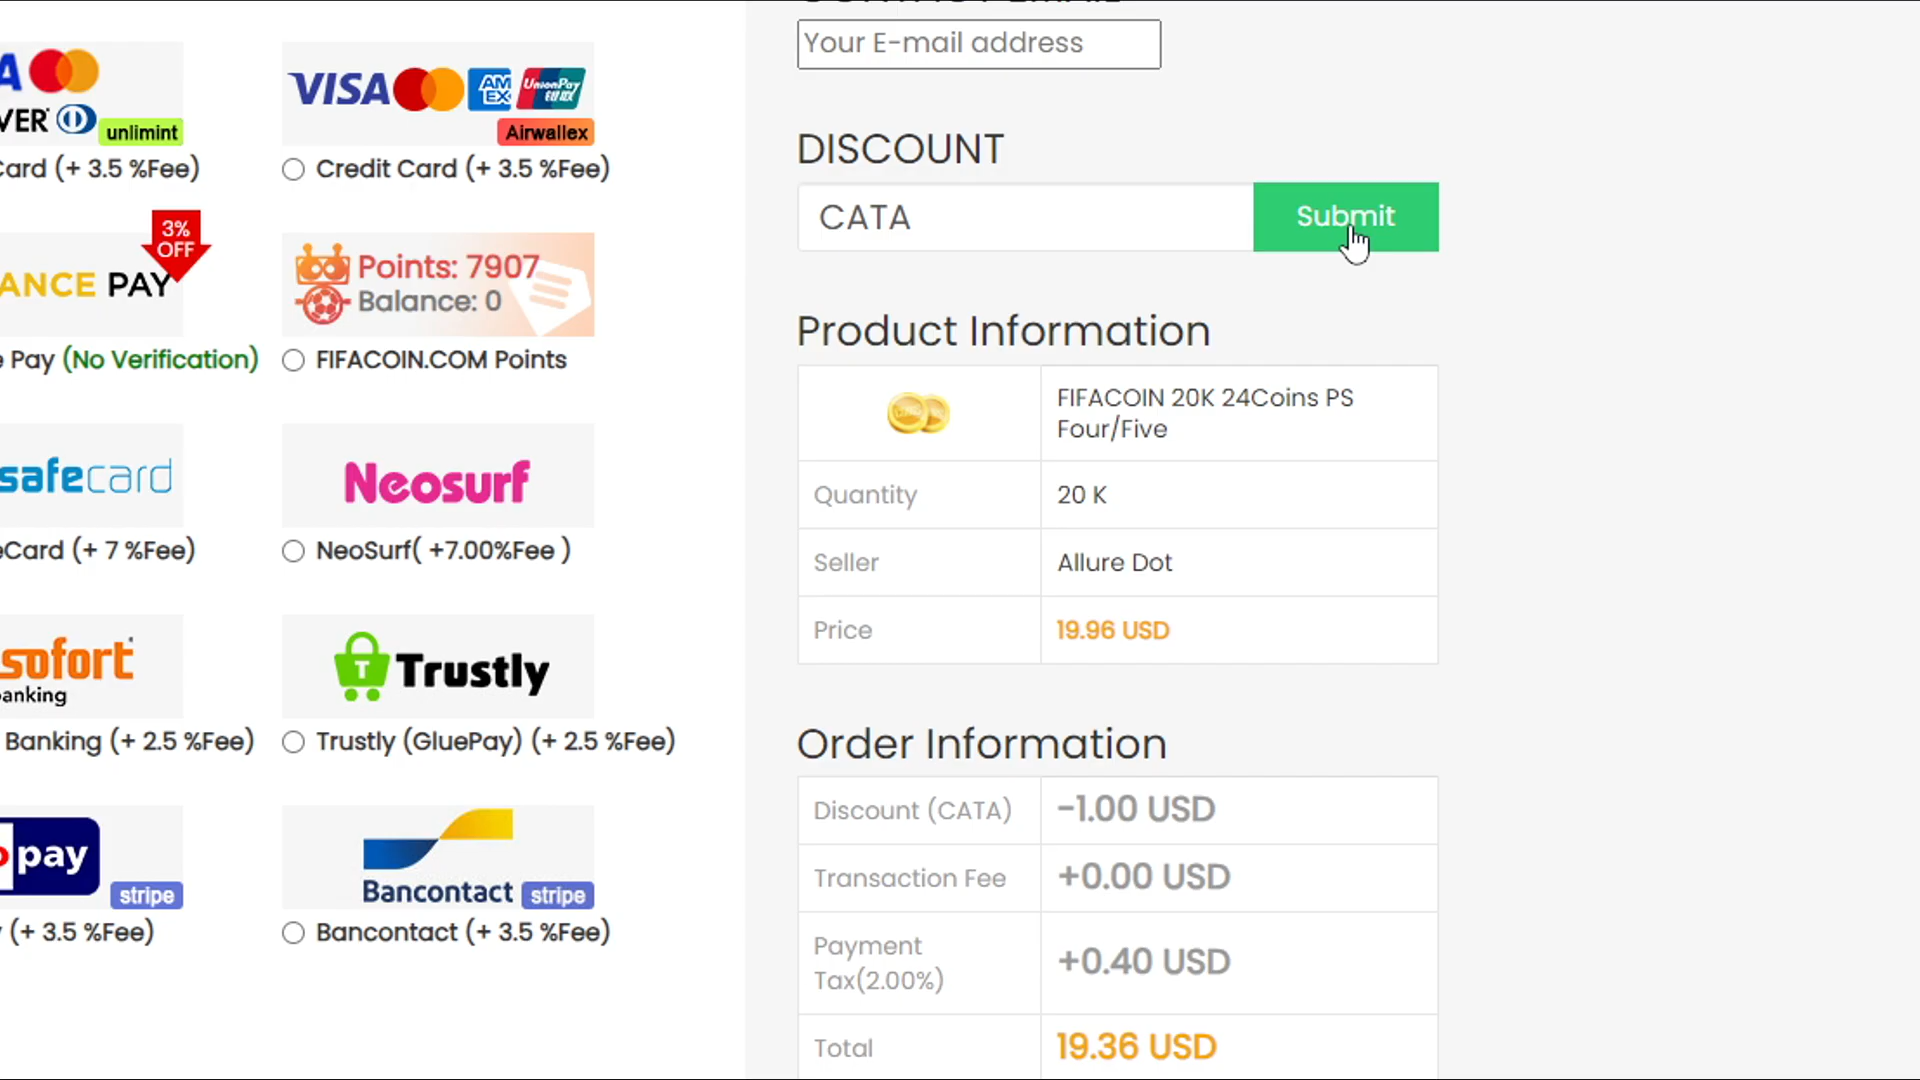 Your E-mail address
VISA
AM
EX
UnionPay
VER
unlimint
Airwallex
Card (+ 3.5 %Fee)
Credit Card (+ 3.5 %Fee)
DISCOUNT
CATA
Submit
3%
OFF
ANCE PAY
Points: 7907
Balance: 0
e Pay (No Verification)
FIFACOIN.COM Points
Product Information
FIFACOIN 20K 24Coins PS
Four/Five
Quantity
20 K
Seller
Allure Dot
Price
19.96 USD
safecard
Neosurf
eCard (+ 7 %Fee)
NeoSurf( +7.00%Fee )
sofort
anking
T
Trustly
Banking (+ 2.5 %Fee)
Trustly (GluePay) (+ 2.5 %Fee)
Order Information
Discount (CATA)
-1.00 USD
Transaction Fee
+0.00 USD
Payment
Tax(2.00%)
+0.40 USD
Total
19.36 USD
pay
stripe
Bancontact
stripe
(+ 3.5 %Fee)
Bancontact (+ 3.5 %Fee)